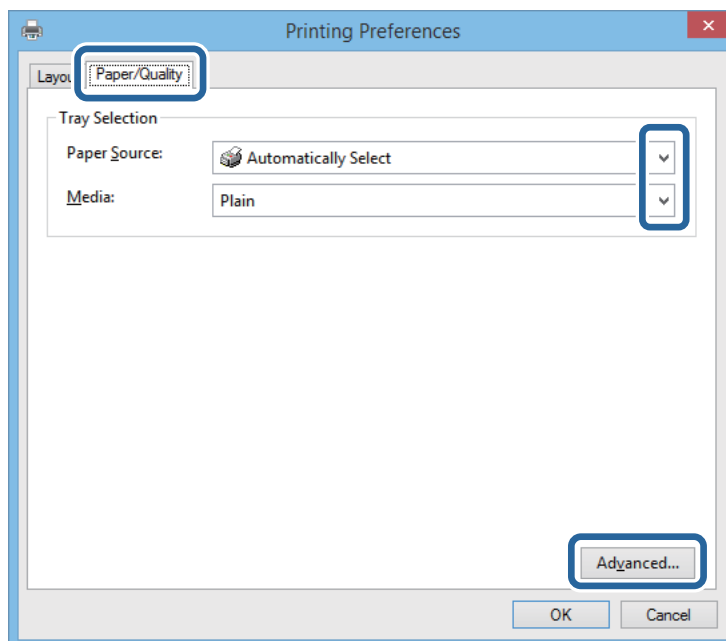 Printing Preferences
Layou
Paper/Quality
Tray Selection
Paper Source: Automatically Select
Media: Plain
Advanced...
OK Cancel